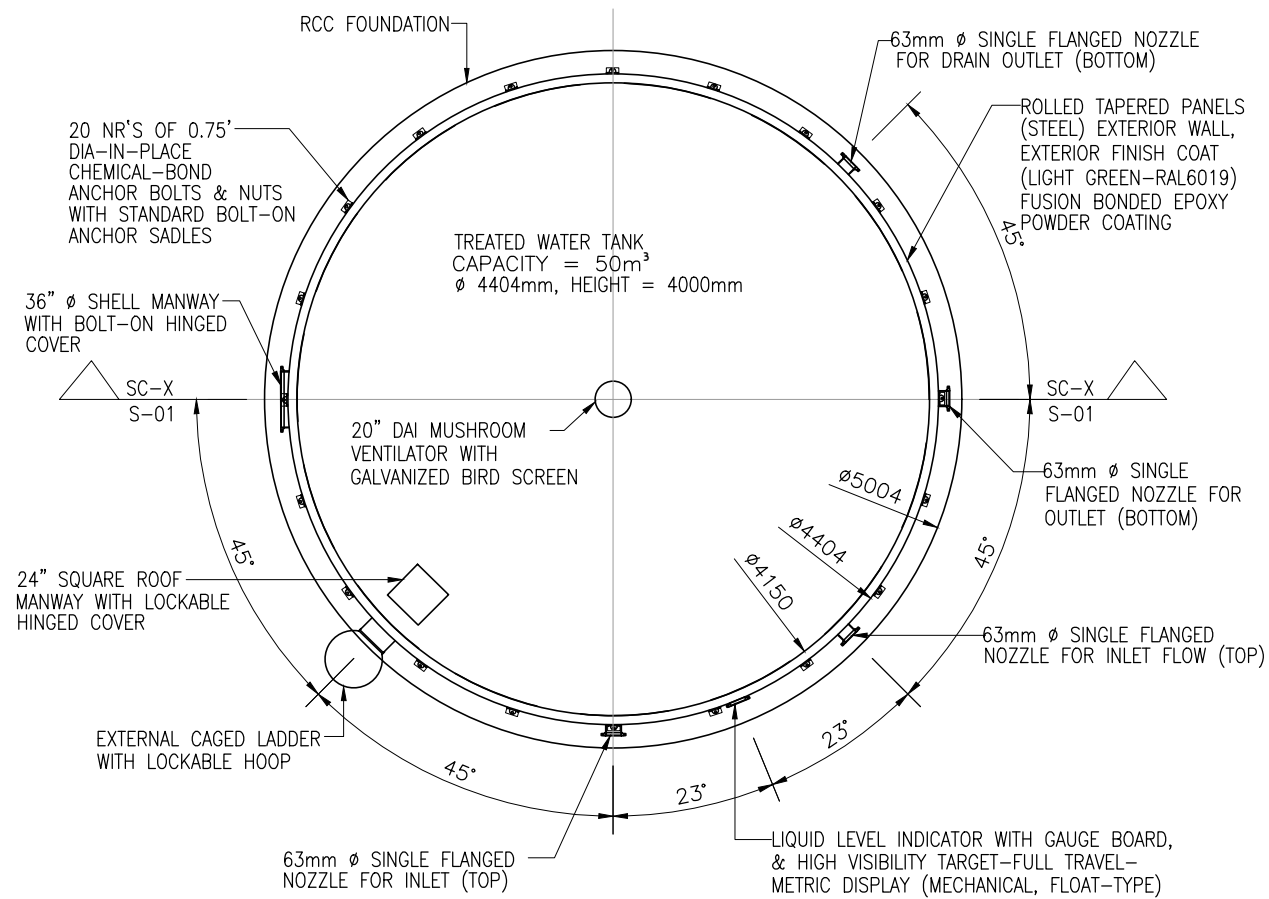 RCC FOUNDATION
63mm ø SINGLE FLANGED NOZZLE
FOR DRAIN OUTLET (BOTTOM)
20 NR'S OF 0.75'
DIA-IN-PLACE
CHEMICAL-BOND
ANCHOR BOLTS & NUTS
WITH STANDARD BOLT-ON
ANCHOR SADLES
ROLLED TAPERED PANELS
(STEEL) EXTERIOR WALL,
EXTERIOR FINISH COAT
(LIGHT GREEN-RAL6019)
FUSION BONDED EPOXY
POWDER COATING
45°
TREATED WATER TANK
CAPACITY = 50m³
ø 4404mm, HEIGHT = 4000mm
36" ø SHELL MANWAY
WITH BOLT-ON HINGED
COVER
SC-X
S-01
SC-X
S-01
20" DAI MUSHROOM
VENTILATOR WITH
GALVANIZED BIRD SCREEN
63mm ø SINGLE
FLANGED NOZZLE FOR
OUTLET (BOTTOM)
ø5004
ø4404
ø4150
45°
45°
24" SQUARE ROOF
MANWAY WITH LOCKABLE
HINGED COVER
63mm ø SINGLE FLANGED
NOZZLE FOR INLET FLOW (TOP)
EXTERNAL CAGED LADDER
WITH LOCKABLE HOOP
45°
23°
23°
63mm ø SINGLE FLANGED
NOZZLE FOR INLET (TOP)
LIQUID LEVEL INDICATOR WITH GAUGE BOARD,
& HIGH VISIBILITY TARGET-FULL TRAVEL-
METRIC DISPLAY (MECHANICAL, FLOAT-TYPE)